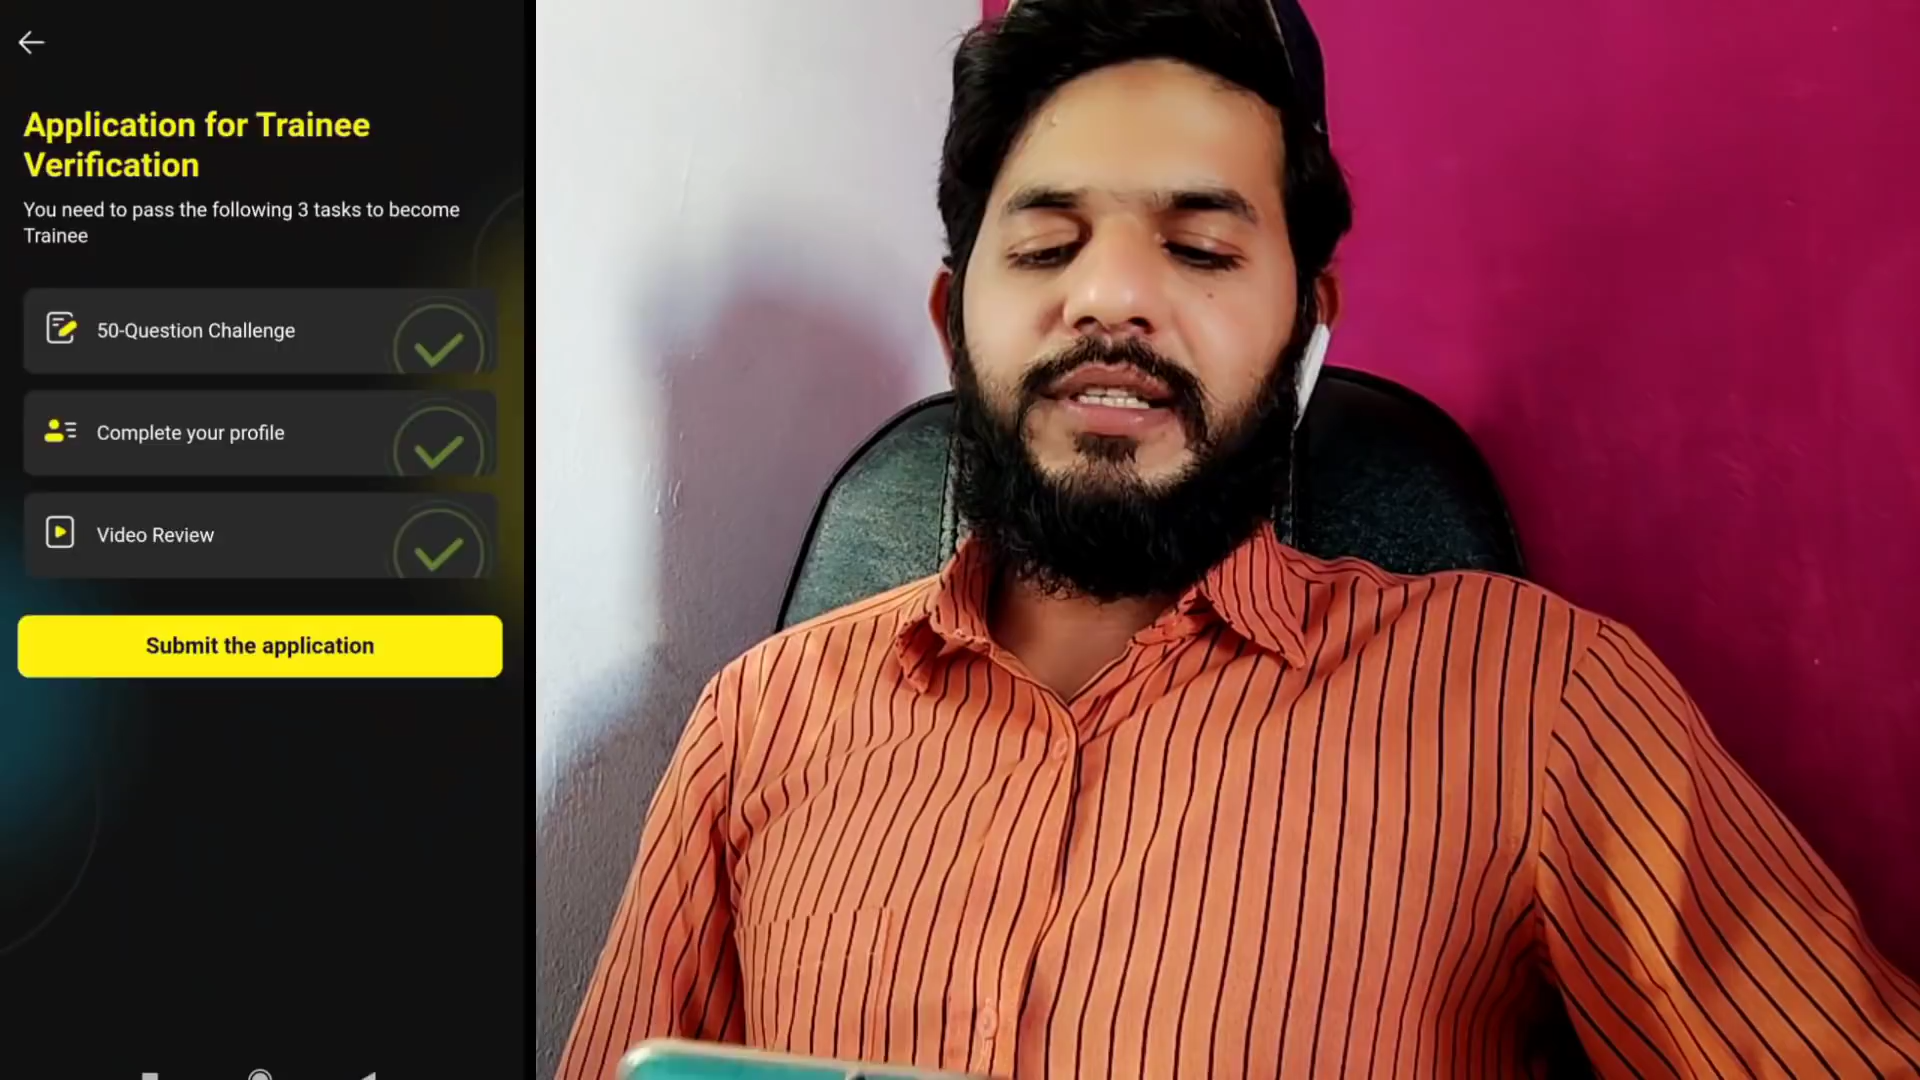 Application for Trainee
Verification
You need to pass the following 3 tasks to become
Trainee
50-Question Challenge
Complete your profile
Video Review
Submit the application